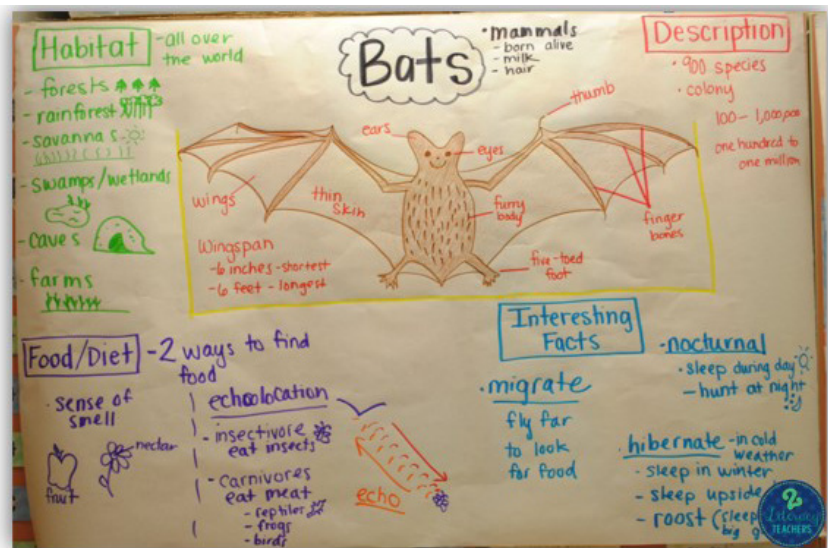 Habitat
-all over
the world
- forests
- rainforest
- savannas
- swamps/wetlands
- caves
- farms
Bats
• mammals
- born alive
- milk
- hair
Description
• 900 species
• colony
one hundred to
one million
thumb
ears
eyes
wings
thin
skin
furry
body
finger
bones
five-toed
foot
Wingspan
-6 inches - shortest
-6 feet - longest
Food/Diet
-2 ways to find
food
• sense of
smell
nectar
fruit
echolocation
- insectivore
eat insects
- carnivores
eat meat
- reptiles
- frogs
- birds
echo
Interesting
Facts
• migrate
fly far
to look
for food
• nocturnal
• sleep during day
- hunt at night
hibernate -in cold
weather
- sleep in winter
- sleep upside
- roost (sleep
big
2
Literacy
TEACHERS